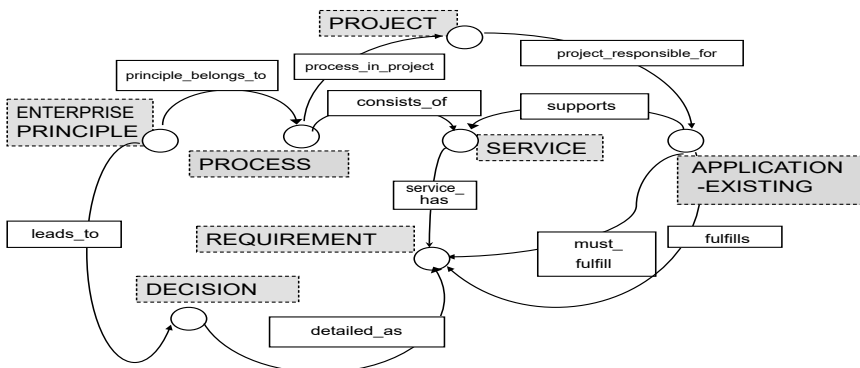 PROJECT
project_responsible_for
process_in_project
principle_belongs_to
consists_of
supports
ENTERPRISE
PRINCIPLE
PROCESS
SERVICE
APPLICATION
-EXISTING
service_
has
leads_to
REQUIREMENT
must_
fulfill
fulfills
DECISION
detailed_as